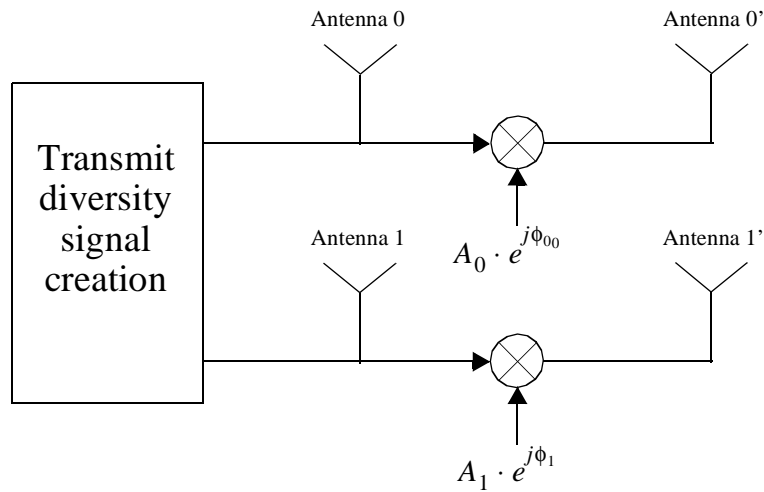 Antenna 0
Antenna 0’
Transmit
diversity
signal
creation
A₀ · e^{jϕ₀₀}
Antenna 1
Antenna 1’
A₁ · e^{jϕ₁}